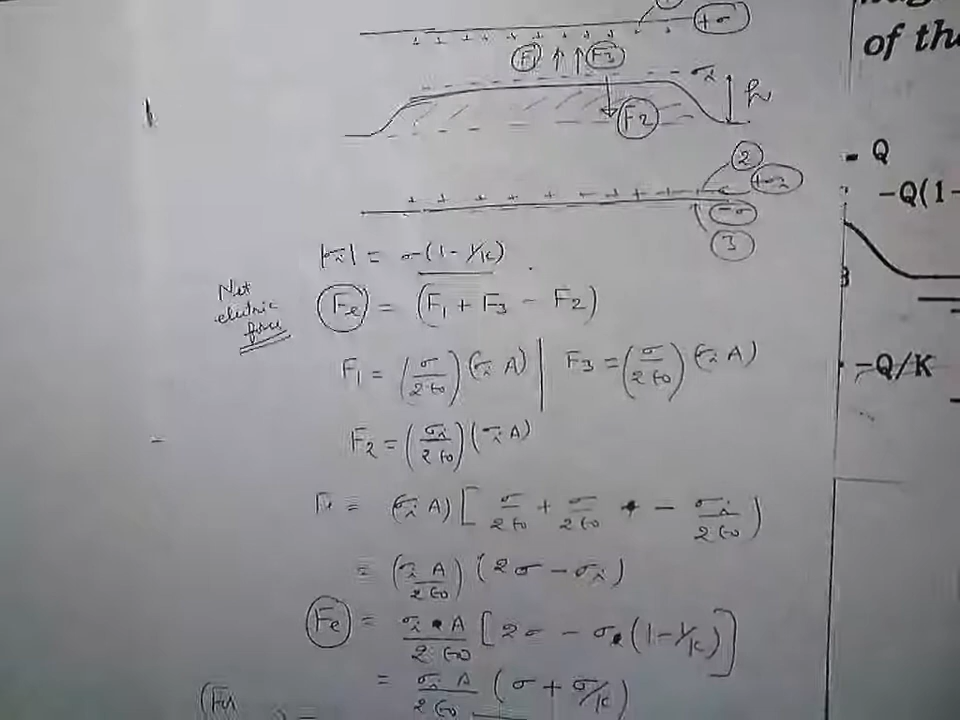 +σ
+ + + + + + + + + +
F1 ↑ ↑ F3
σi
h
F2
2
+σi
+ + + + + - + + + +
-σ
3
|σi| = σ(1 - 1/K)
Net electric force
Fe = (F1 + F3 - F2)
F1 = (σ/2ε0)(σi A) | F3 = (σ/2ε0)(σi A)
F2 = (σi/2ε0)(σi A)
= (σi A)[σ/2ε0 + σ/2ε0 - σi/2ε0)
= (σi A/2ε0)(2σ - σi)
Fe = σi A/2ε0 [2σ - σ(1 - 1/K)]
= σi A/2ε0 (σ + σ/K)
of the
- Q
-Q(1-
-Q/K